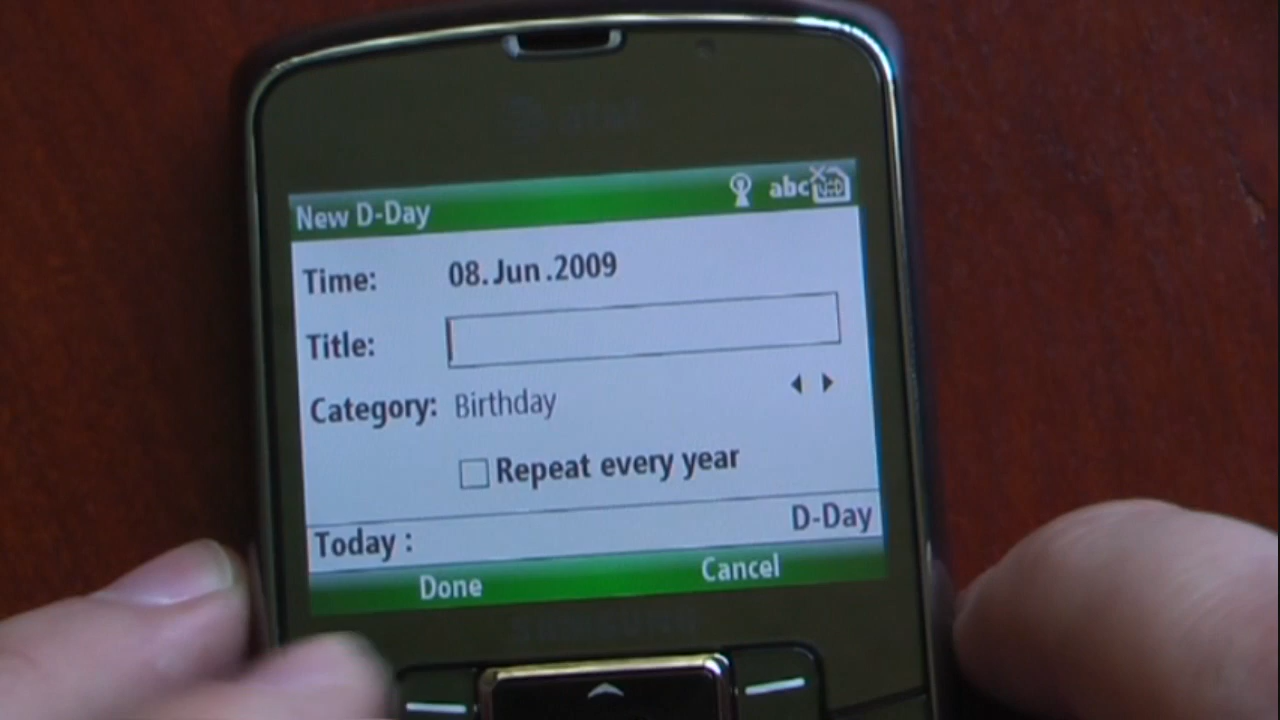 New D-Day abc
Time: 08.Jun.2009
Title:
Category: Birthday
Repeat every year
Today : D-Day
Done Cancel